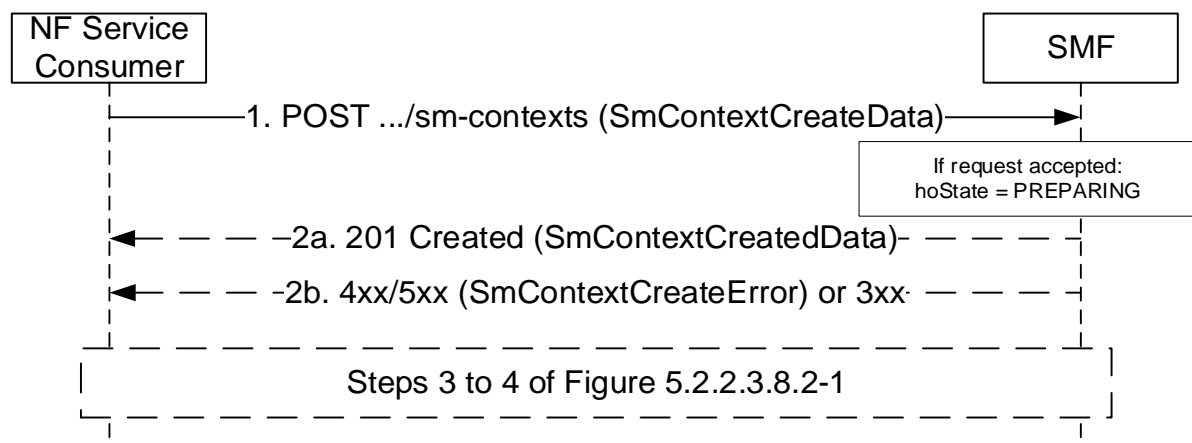 NF Service
Consumer
SMF
1. POST .../sm-contexts (SmContextCreateData)
If request accepted:
hoState = PREPARING
2a. 201 Created (SmContextCreatedData)
2b. 4xx/5xx (SmContextCreateError) or 3xx
Steps 3 to 4 of Figure 5.2.2.3.8.2-1